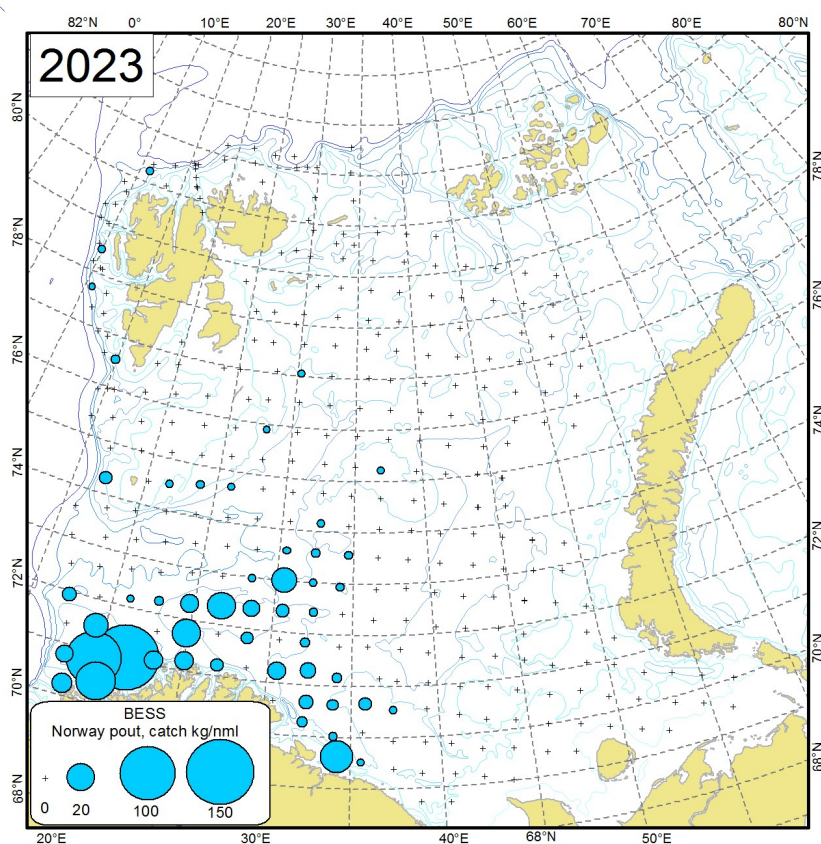 82°N 0° 10°E 20°E 30°E 40°E 50°E 60°E 70°E 80°E 80°N
2023
80°N
78°N
78°N
76°N
76°N
74°N
74°N
72°N
72°N
70°N
70°N
68°N
68°N
BESS
Norway pout, catch kg/nml
0 20 100 150
20°E 30°E 40°E 68°N 50°E